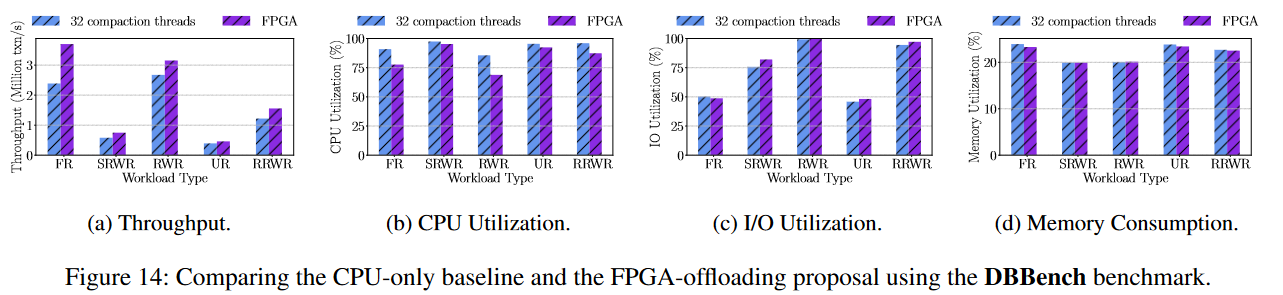 32 compaction threads FPGA
Throughput (Million txn/s)
3
2
1
0
FR SRWR RWR UR RRWR
Workload Type
(a) Throughput.
32 compaction threads FPGA
CPU Utilization (%)
100
75
50
25
0
FR SRWR RWR UR RRWR
Workload Type
(b) CPU Utilization.
32 compaction threads FPGA
IO Utilization (%)
100
75
50
25
0
FR SRWR RWR UR RRWR
Workload Type
(c) I/O Utilization.
32 compaction threads FPGA
Memory Utilization (%)
20
10
0
FR SRWR RWR UR RRWR
Workload Type
(d) Memory Consumption.
Figure 14: Comparing the CPU-only baseline and the FPGA-offloading proposal using the DBBench benchmark.